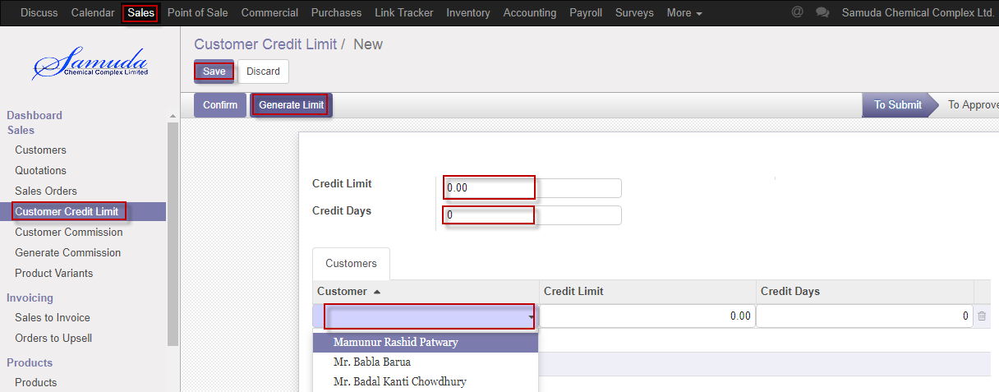 Discuss Calendar Sales Point of Sale Commercial Purchases Link Tracker Inventory Accounting Payroll Surveys More @ Samuda Chemical Complex Ltd.
Samuda
Chemical Complex Limited
Customer Credit Limit / New
Save Discard
Confirm Generate Limit To Submit To Approve
Dashboard
Sales
Customers
Quotations
Sales Orders
Customer Credit Limit
Customer Commission
Generate Commission
Product Variants
Invoicing
Sales to Invoice
Orders to Upsell
Products
Products
Credit Limit 0.00
Credit Days 0
Customers
Customer Credit Limit Credit Days
0.00 0
Mamunur Rashid Patwary
Mr. Babla Barua
Mr. Badal Kanti Chowdhury